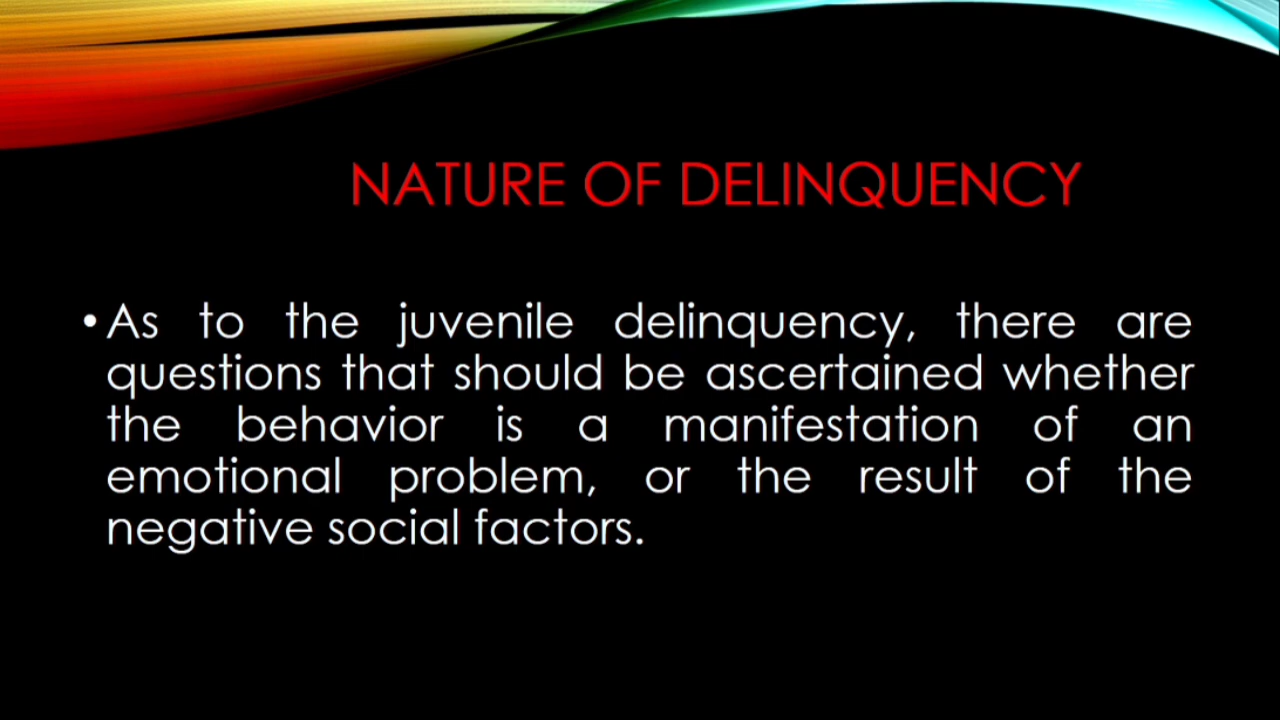 NATURE OF DELINQUENCY
•As to the juvenile delinquency, there are
questions that should be ascertained whether
the behavior is a manifestation of an
emotional problem, or the result of the
negative social factors.